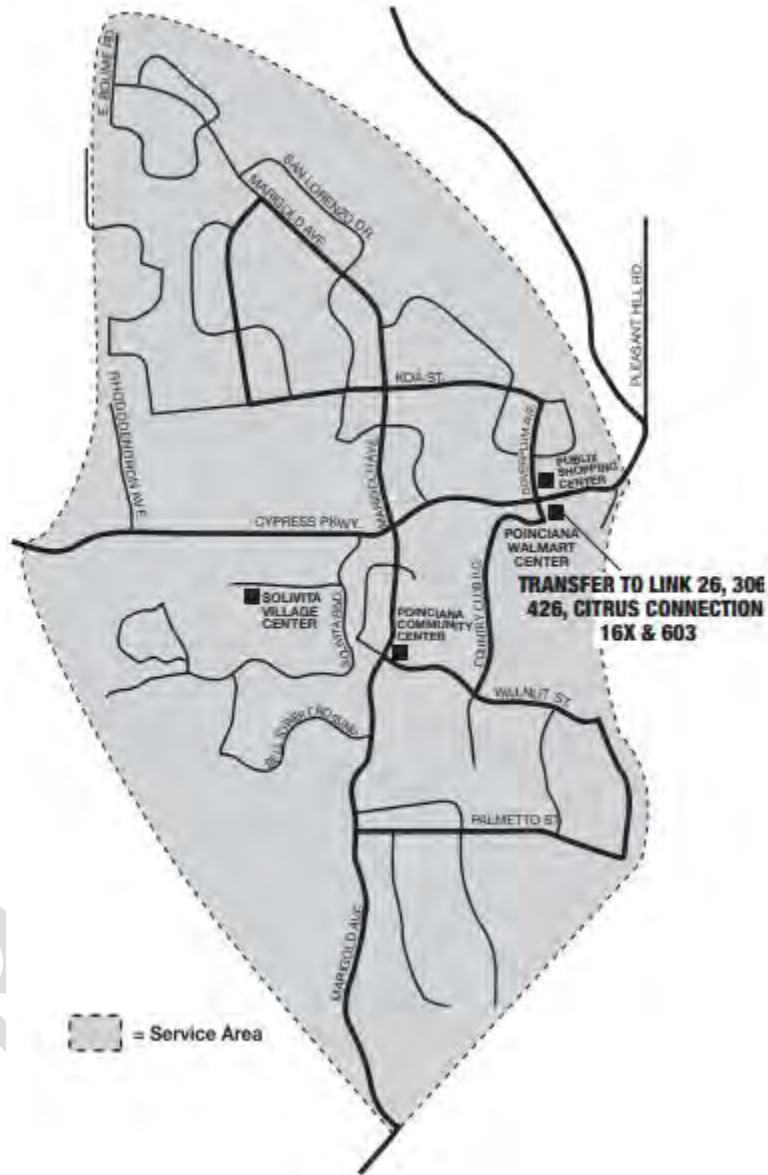 E. BOURNE RD.
SAN LORENZO DR.
MARIGOLD AVE.
PLEASANT HILL RD.
KOA ST.
RHODODENDRON AVE.
DOVERPLUM AVE.
MARIGOLD AVE.
PUBLIX
SHOPPING
CENTER
CYPRESS PKWY.
POINCIANA
WALMART
CENTER
TRANSFER TO LINK 26, 306
426, CITRUS CONNECTION
16X & 603
SOLIVITA
VILLAGE
CENTER
SOLIVITA BLVD.
POINCIANA
COMMUNITY
CENTER
COUNTRY CLUB RD.
WALNUT ST.
PALMETTO ST.
MARIGOLD AVE.
= Service Area